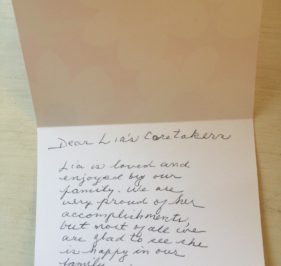 Dear Lia's Caretakers
Lia is loved and
enjoyed by our
family. We are
very proud of her
accomplishments,
but most of all we
are glad to see she
is happy in our
family